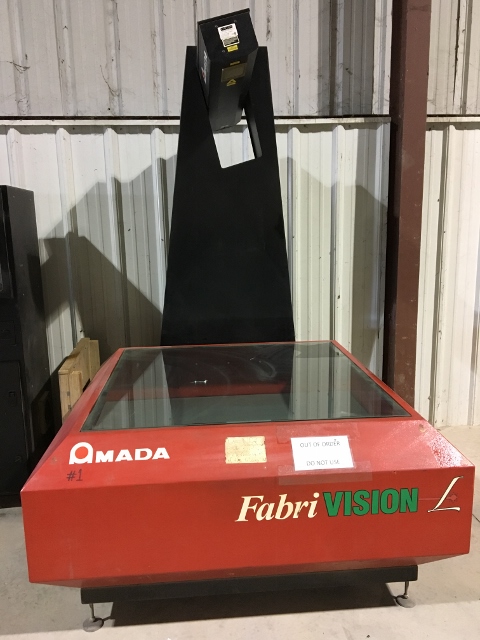 AMADA
#1
OUT OF ORDER
DO NOT USE
Fabri VISION L